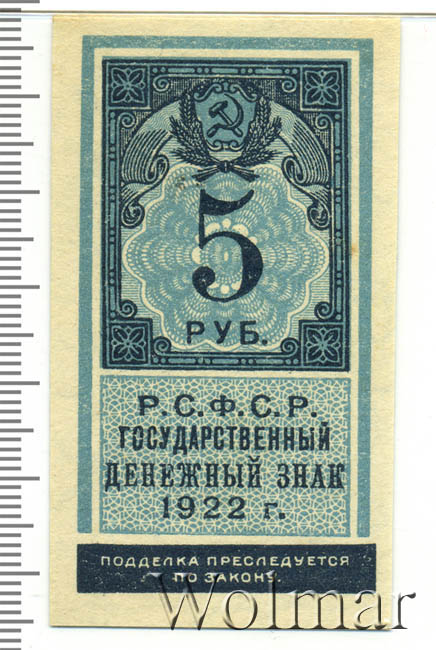 5
РУБ.
Р.С.Ф.С.Р.
ГОСУДАРСТВЕННЫЙ
ДЕНЕЖНЫЙ ЗНАК
1922 г.
ПОДДЕЛКА ПРЕСЛЕДУЕТСЯ
ПО ЗАКОНУ.
Wolmar